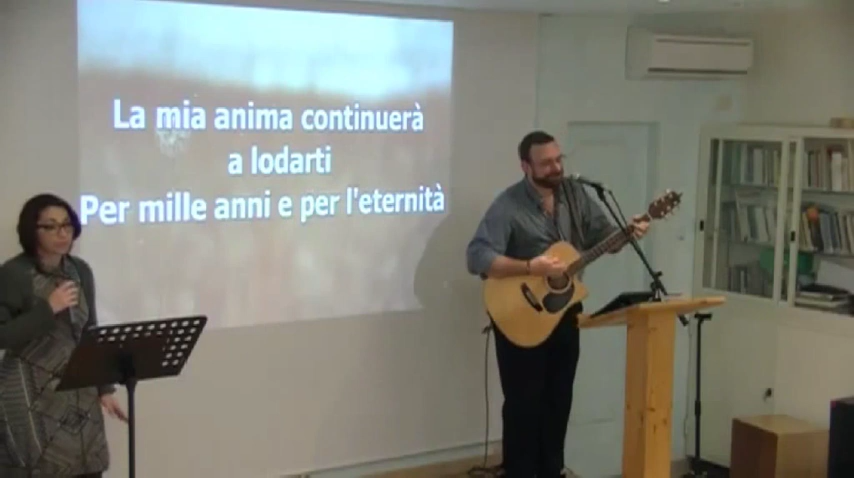 La mia anima continuerà
a lodarti
Per mille anni e per l'eternità